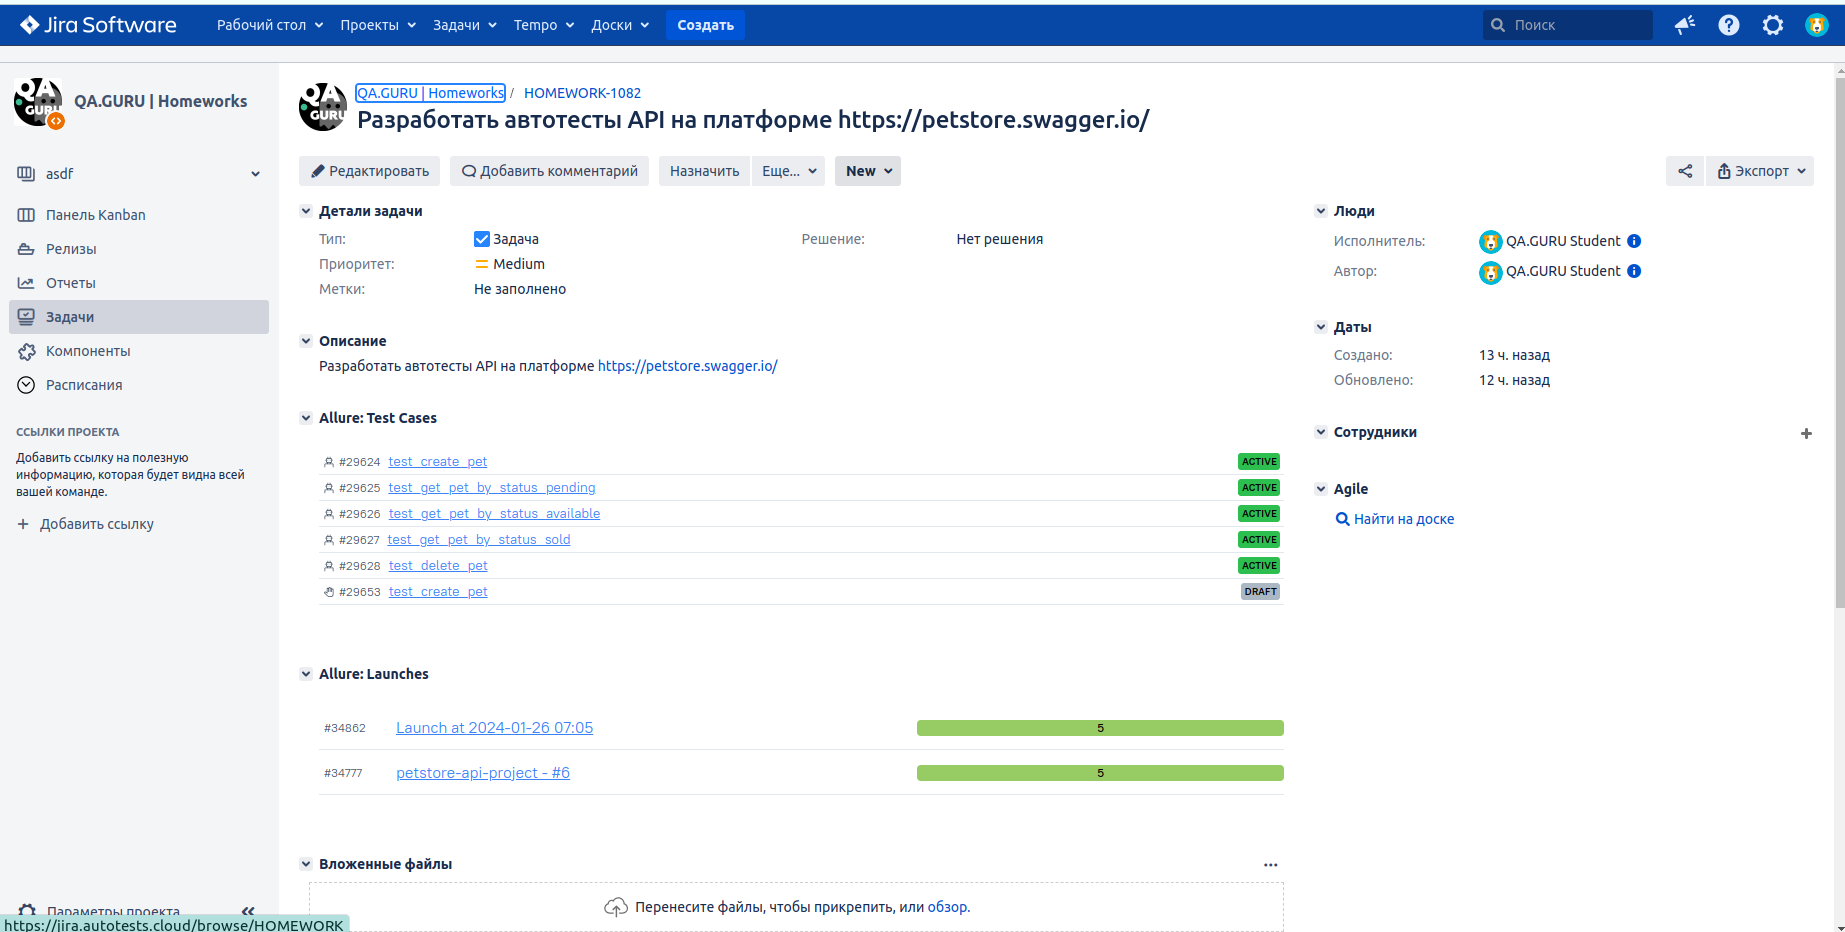 Jira Software
Рабочий стол Проекты Задачи Tempo Доски Создать Поиск
QA GURU
QA.GURU | Homeworks
asdf
Панель Kanban
Релизы
Отчеты
Задачи
Компоненты
Расписания
ССЫЛКИ ПРОЕКТА
Добавить ссылку на полезную
информацию, которая будет видна всей
вашей команде.
+ Добавить ссылку
Параметры проекта
https://jira.autotests.cloud/browse/HOMEWORK
QA GURU
QA.GURU | Homeworks / HOMEWORK-1082
Разработать автотесты API на платформе https://petstore.swagger.io/
Редактировать Добавить комментарий Назначить Еще... New Экспорт
Детали задачи
Тип: Задача Решение: Нет решения
Приоритет: Medium
Метки: Не заполнено
Описание
Разработать автотесты API на платформе https://petstore.swagger.io/
Allure: Test Cases
#29624 test_create_pet ACTIVE
#29625 test_get_pet_by_status_pending ACTIVE
#29626 test_get_pet_by_status_available ACTIVE
#29627 test_get_pet_by_status_sold ACTIVE
#29628 test_delete_pet ACTIVE
#29653 test_create_pet DRAFT
Allure: Launches
#34862 Launch at 2024-01-26 07:05 5
#34777 petstore-api-project - #6 5
Вложенные файлы ...
Перенесите файлы, чтобы прикрепить, или обзор.
Люди
Исполнитель: QA.GURU Student
Автор: QA.GURU Student
Даты
Создано: 13 ч. назад
Обновлено: 12 ч. назад
Сотрудники +
Agile
Найти на доске